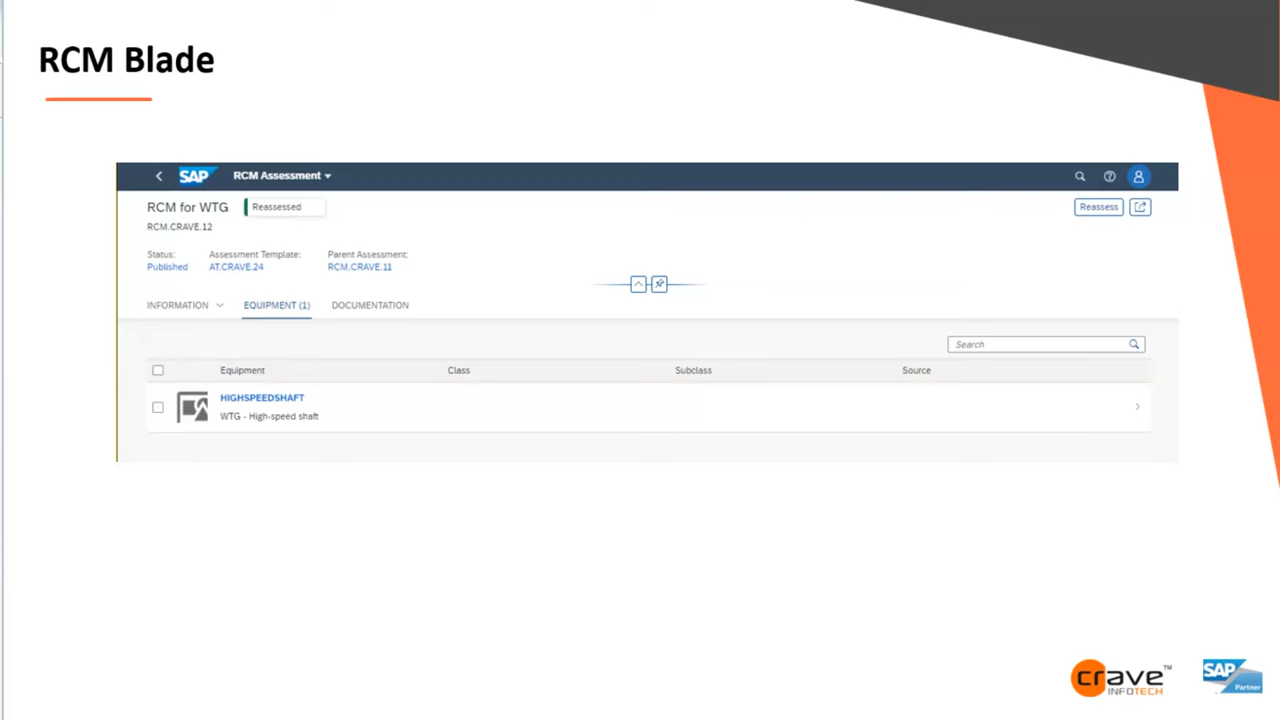 RCM Blade
SAP RCM Assessment
RCM for WTG Reassessed Reassess
RCM.CRAVE.12
Status: Assessment Template: Parent Assessment:
Published AT.CRAVE.24 RCM.CRAVE.11
INFORMATION EQUIPMENT (1) DOCUMENTATION
Search
Equipment Class Subclass Source
HIGHSPEEDSHAFT
WTG - High-speed shaft
crave™ SAP
INFOTECH Partner